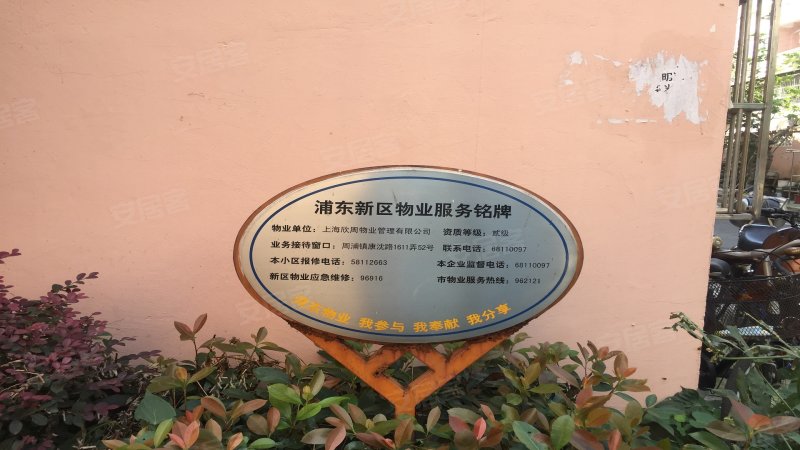 浦东新区物业服务铭牌
物业单位：上海欣周物业管理有限公司 资质等级：贰级
业务接待窗口：周浦镇康沈路1611弄52号 联系电话：68110097
本小区报修电话：58112663 本企业监督电话：68110097
新区物业应急维修：96916 市物业服务热线：962121
物业 我参与 我奉献 我分享
安居客